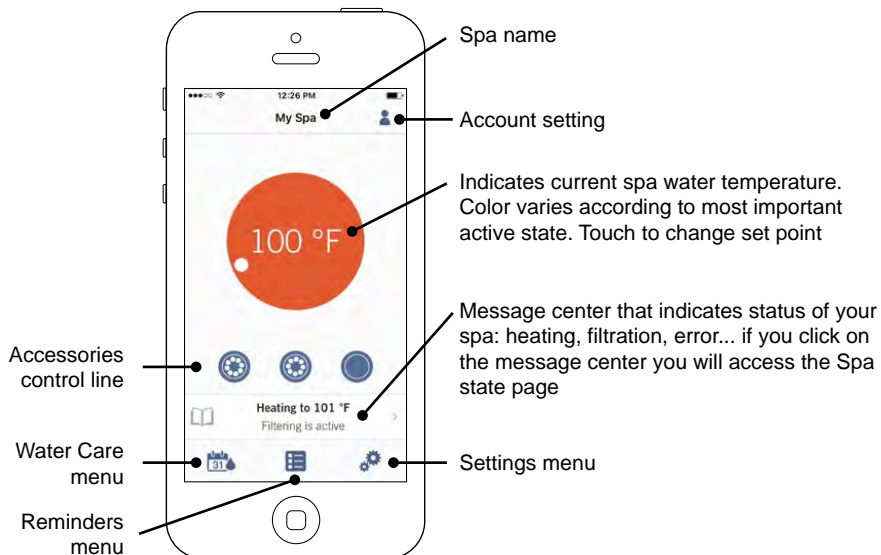 Spa name
12:26 PM
My Spa
Account setting
Indicates current spa water temperature.
Color varies according to most important
active state. Touch to change set point
100 °F
Message center that indicates status of your
spa: heating, filtration, error... if you click on
the message center you will access the Spa
state page
Accessories
control line
Heating to 101 °F
Filtering is active
Water Care
menu
31
Settings menu
Reminders
menu